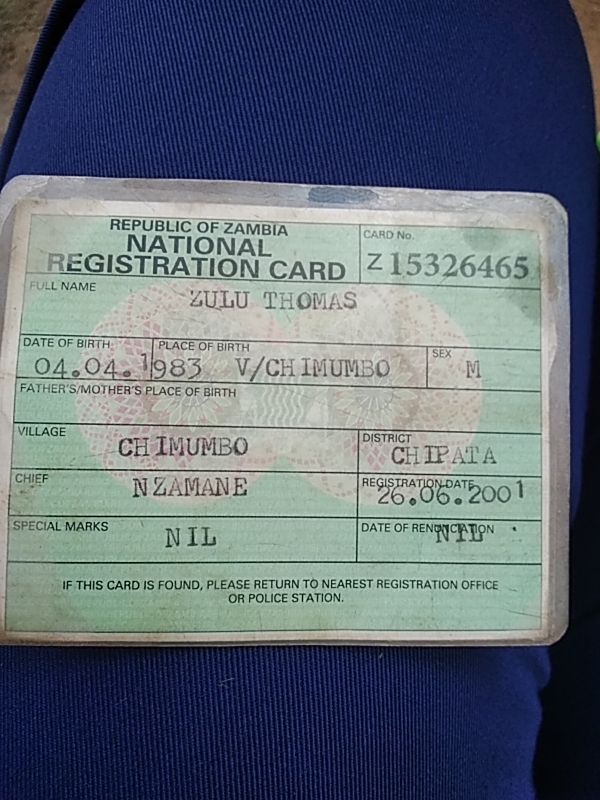 REPUBLIC OF ZAMBIA
NATIONAL
REGISTRATION CARD
CARD No.
Z 15326465
FULL NAME
ZULU THOMAS
DATE OF BIRTH
04.04.1983
PLACE OF BIRTH
V/CHIMUMBO
SEX
M
FATHER'S/MOTHER'S PLACE OF BIRTH
VILLAGE
CHIMUMBO
DISTRICT
CHIPATA
CHIEF
NZAMANE
REGISTRATION DATE
26.06.2001
SPECIAL MARKS
NIL
DATE OF RENUNCIATION
NIL
IF THIS CARD IS FOUND, PLEASE RETURN TO NEAREST REGISTRATION OFFICE
OR POLICE STATION.